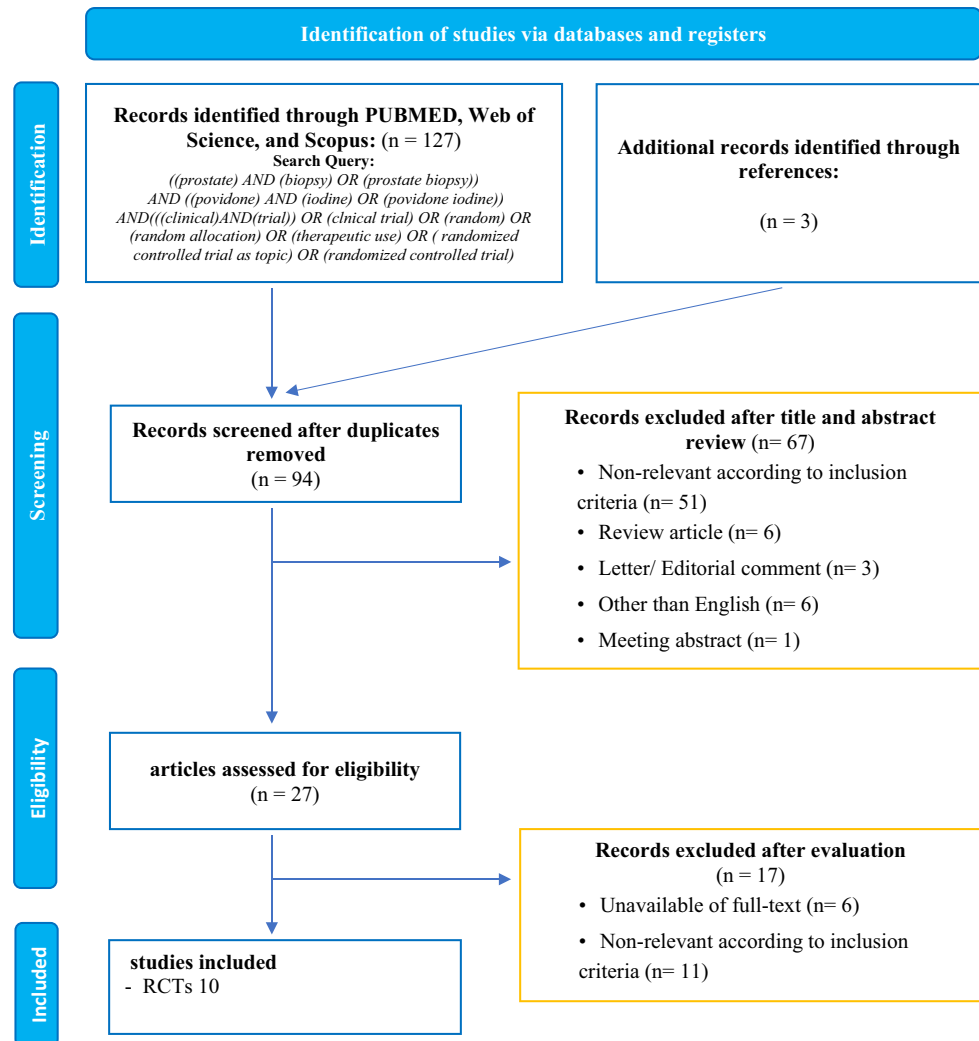 Identification of studies via databases and registers
Identification
Records identified through PUBMED, Web
of Science, and Scopus: (n = 127)
Search Query:
((prostate) AND (biopsy) OR (prostate biopsy))
AND ((povidone) AND (iodine) OR (povidone iodine))
AND(((clinical)AND(trial)) OR (clnical trial) OR (random) OR
(random allocation) OR (therapeutic use) OR ( randomized
controlled trial as topic) OR (randomized controlled trial)
Additional records identified through
references:
(n = 3)
Screening
Records screened after duplicates
removed
(n = 94)
Records excluded after title and abstract
review (n= 67)
• Non-relevant according to inclusion
criteria (n= 51)
• Review article (n= 6)
• Letter/ Editorial comment (n= 3)
• Other than English (n= 6)
• Meeting abstract (n= 1)
Eligibility
articles assessed for eligibility
(n = 27)
Records excluded after evaluation
(n = 17)
• Unavailable of full-text (n= 6)
• Non-relevant according to inclusion
criteria (n= 11)
Included
studies included
- RCTs 10